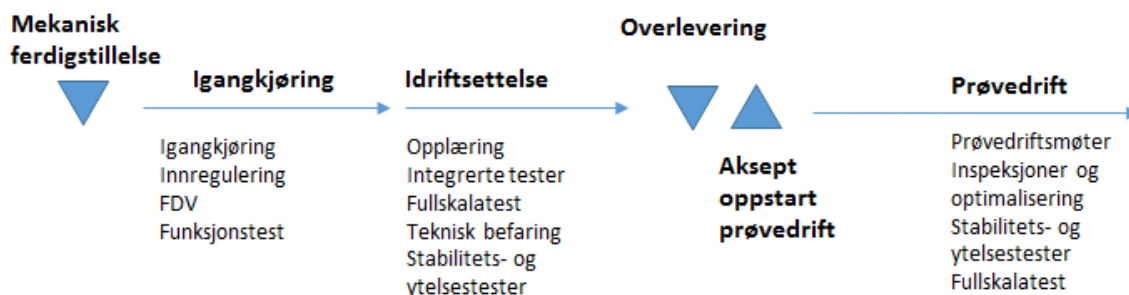 Mekanisk
ferdigstillelse
Igangkjøring
Igangkjøring
Innregulering
FDV
Funksjonstest
Idriftsettelse
Opplæring
Integrerte tester
Fullskalatest
Teknisk befaring
Stabilitets- og
ytelsestester
Overlevering
Aksept
oppstart
prøvedrift
Prøvedrift
Prøvedriftsmøter
Inspeksjoner og
optimalisering
Stabilitets- og
ytelsestester
Fullskalatest